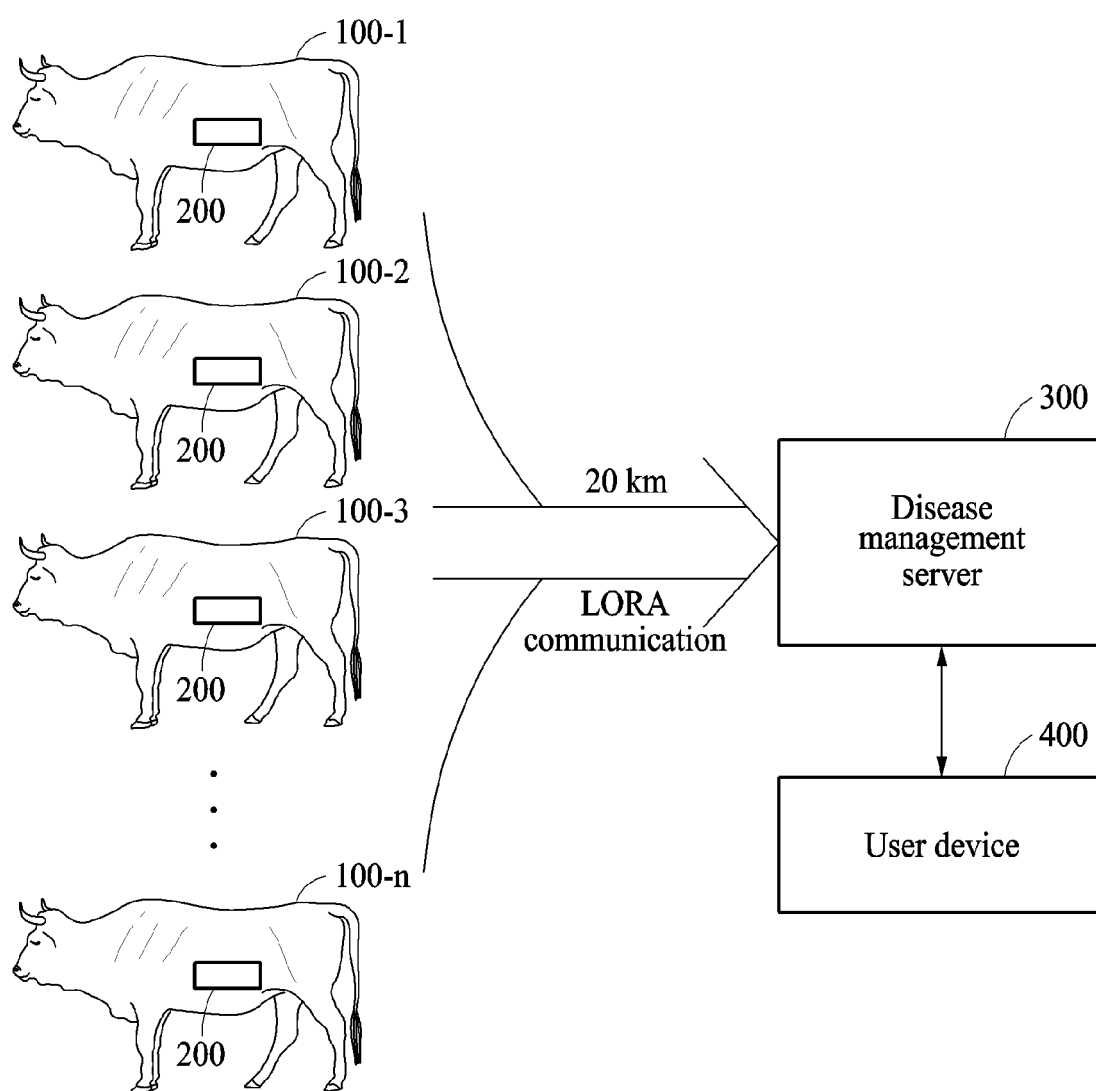 100-1
200
100-2
200
100-3
200
100-n
200
20 km
LORA
communication
300
Disease
management
server
400
User device